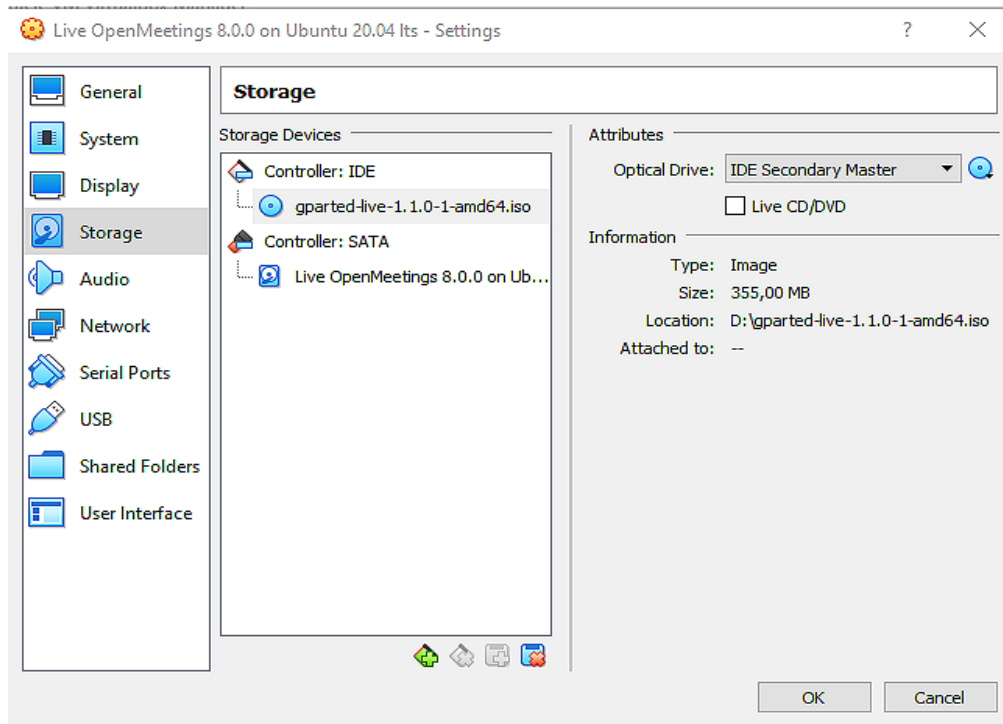 Live OpenMeetings 8.0.0 on Ubuntu 20.04 lts - Settings
?
General
System
Display
Storage
Audio
Network
Serial Ports
USB
Shared Folders
User Interface
Storage
Storage Devices
Controller: IDE
gparted-live-1.1.0-1-amd64.iso
Controller: SATA
Live OpenMeetings 8.0.0 on Ub...
Attributes
Optical Drive: IDE Secondary Master
Live CD/DVD
Information
Type: Image
Size: 355,00 MB
Location: D:\gparted-live-1.1.0-1-amd64.iso
Attached to: --
OK Cancel